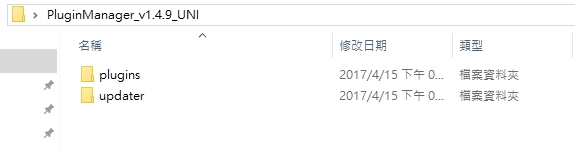 PluginManager_v1.4.9_UNI
名稱 修改日期 類型
plugins 2017/4/15 下午 0... 檔案資料夾
updater 2017/4/15 下午 0... 檔案資料夾